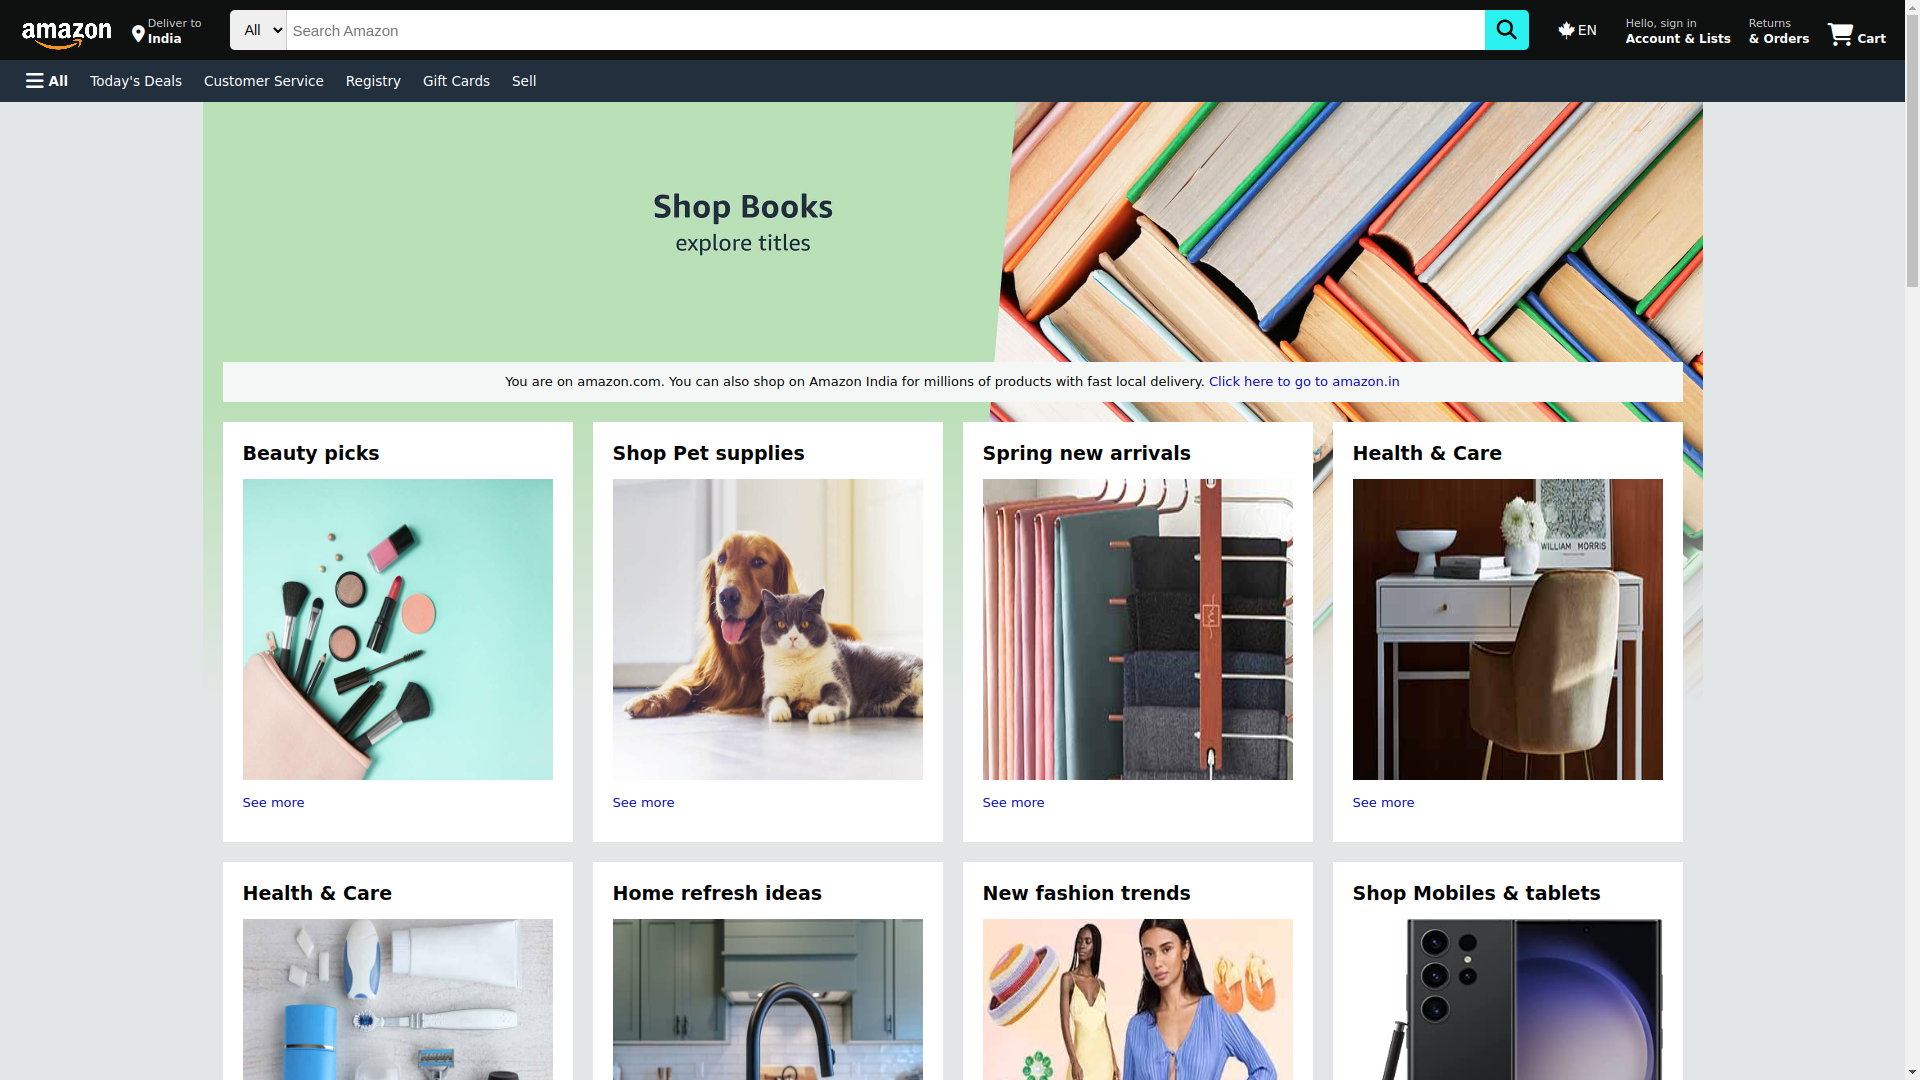 amazon
Deliver to
India
All
Search Amazon
EN
Hello, sign in
Account & Lists
Returns
& Orders
Cart
All
Today's Deals
Customer Service
Registry
Gift Cards
Sell
Shop Books
explore titles
You are on amazon.com. You can also shop on Amazon India for millions of products with fast local delivery. Click here to go to amazon.in
Beauty picks
Shop Pet supplies
Spring new arrivals
Health & Care
WILLIAM MORRIS
See more
See more
See more
See more
Health & Care
Home refresh ideas
New fashion trends
Shop Mobiles & tablets